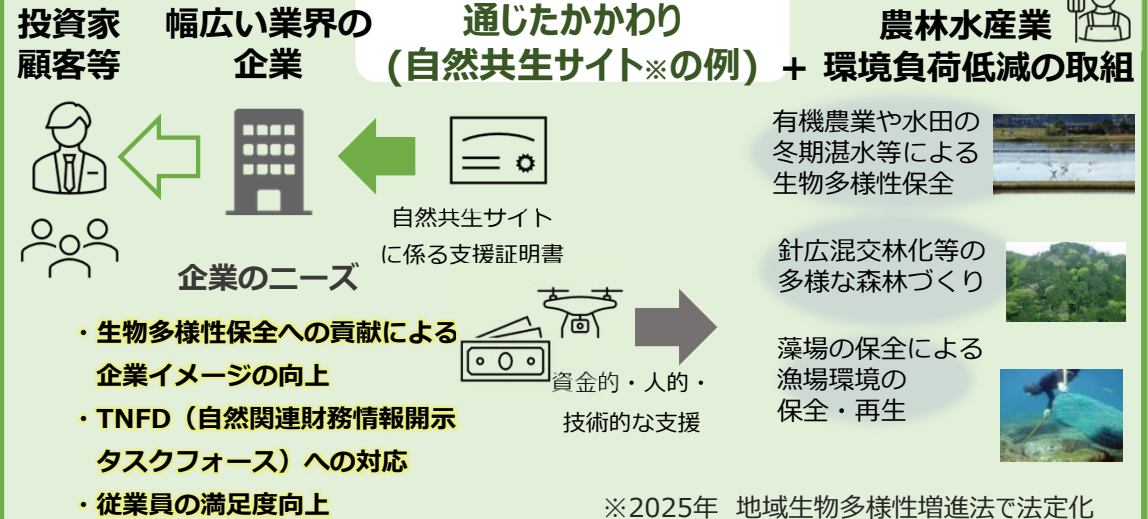 投資家
顧客等
幅広い業界の
企業
通じたかかわり
(自然共生サイト※の例)
農林水産業
+ 環境負荷低減の取組
自然共生サイト
に係る支援証明書
企業のニーズ
・生物多様性保全への貢献による
企業イメージの向上
・TNFD（自然関連財務情報開示
タスクフォース）への対応
・従業員の満足度向上
資金的・人的・
技術的な支援
有機農業や水田の
冬期湛水等による
生物多様性保全
針広混交林化等の
多様な森林づくり
藻場の保全による
漁場環境の
保全・再生
※2025年 地域生物多様性増進法で法定化